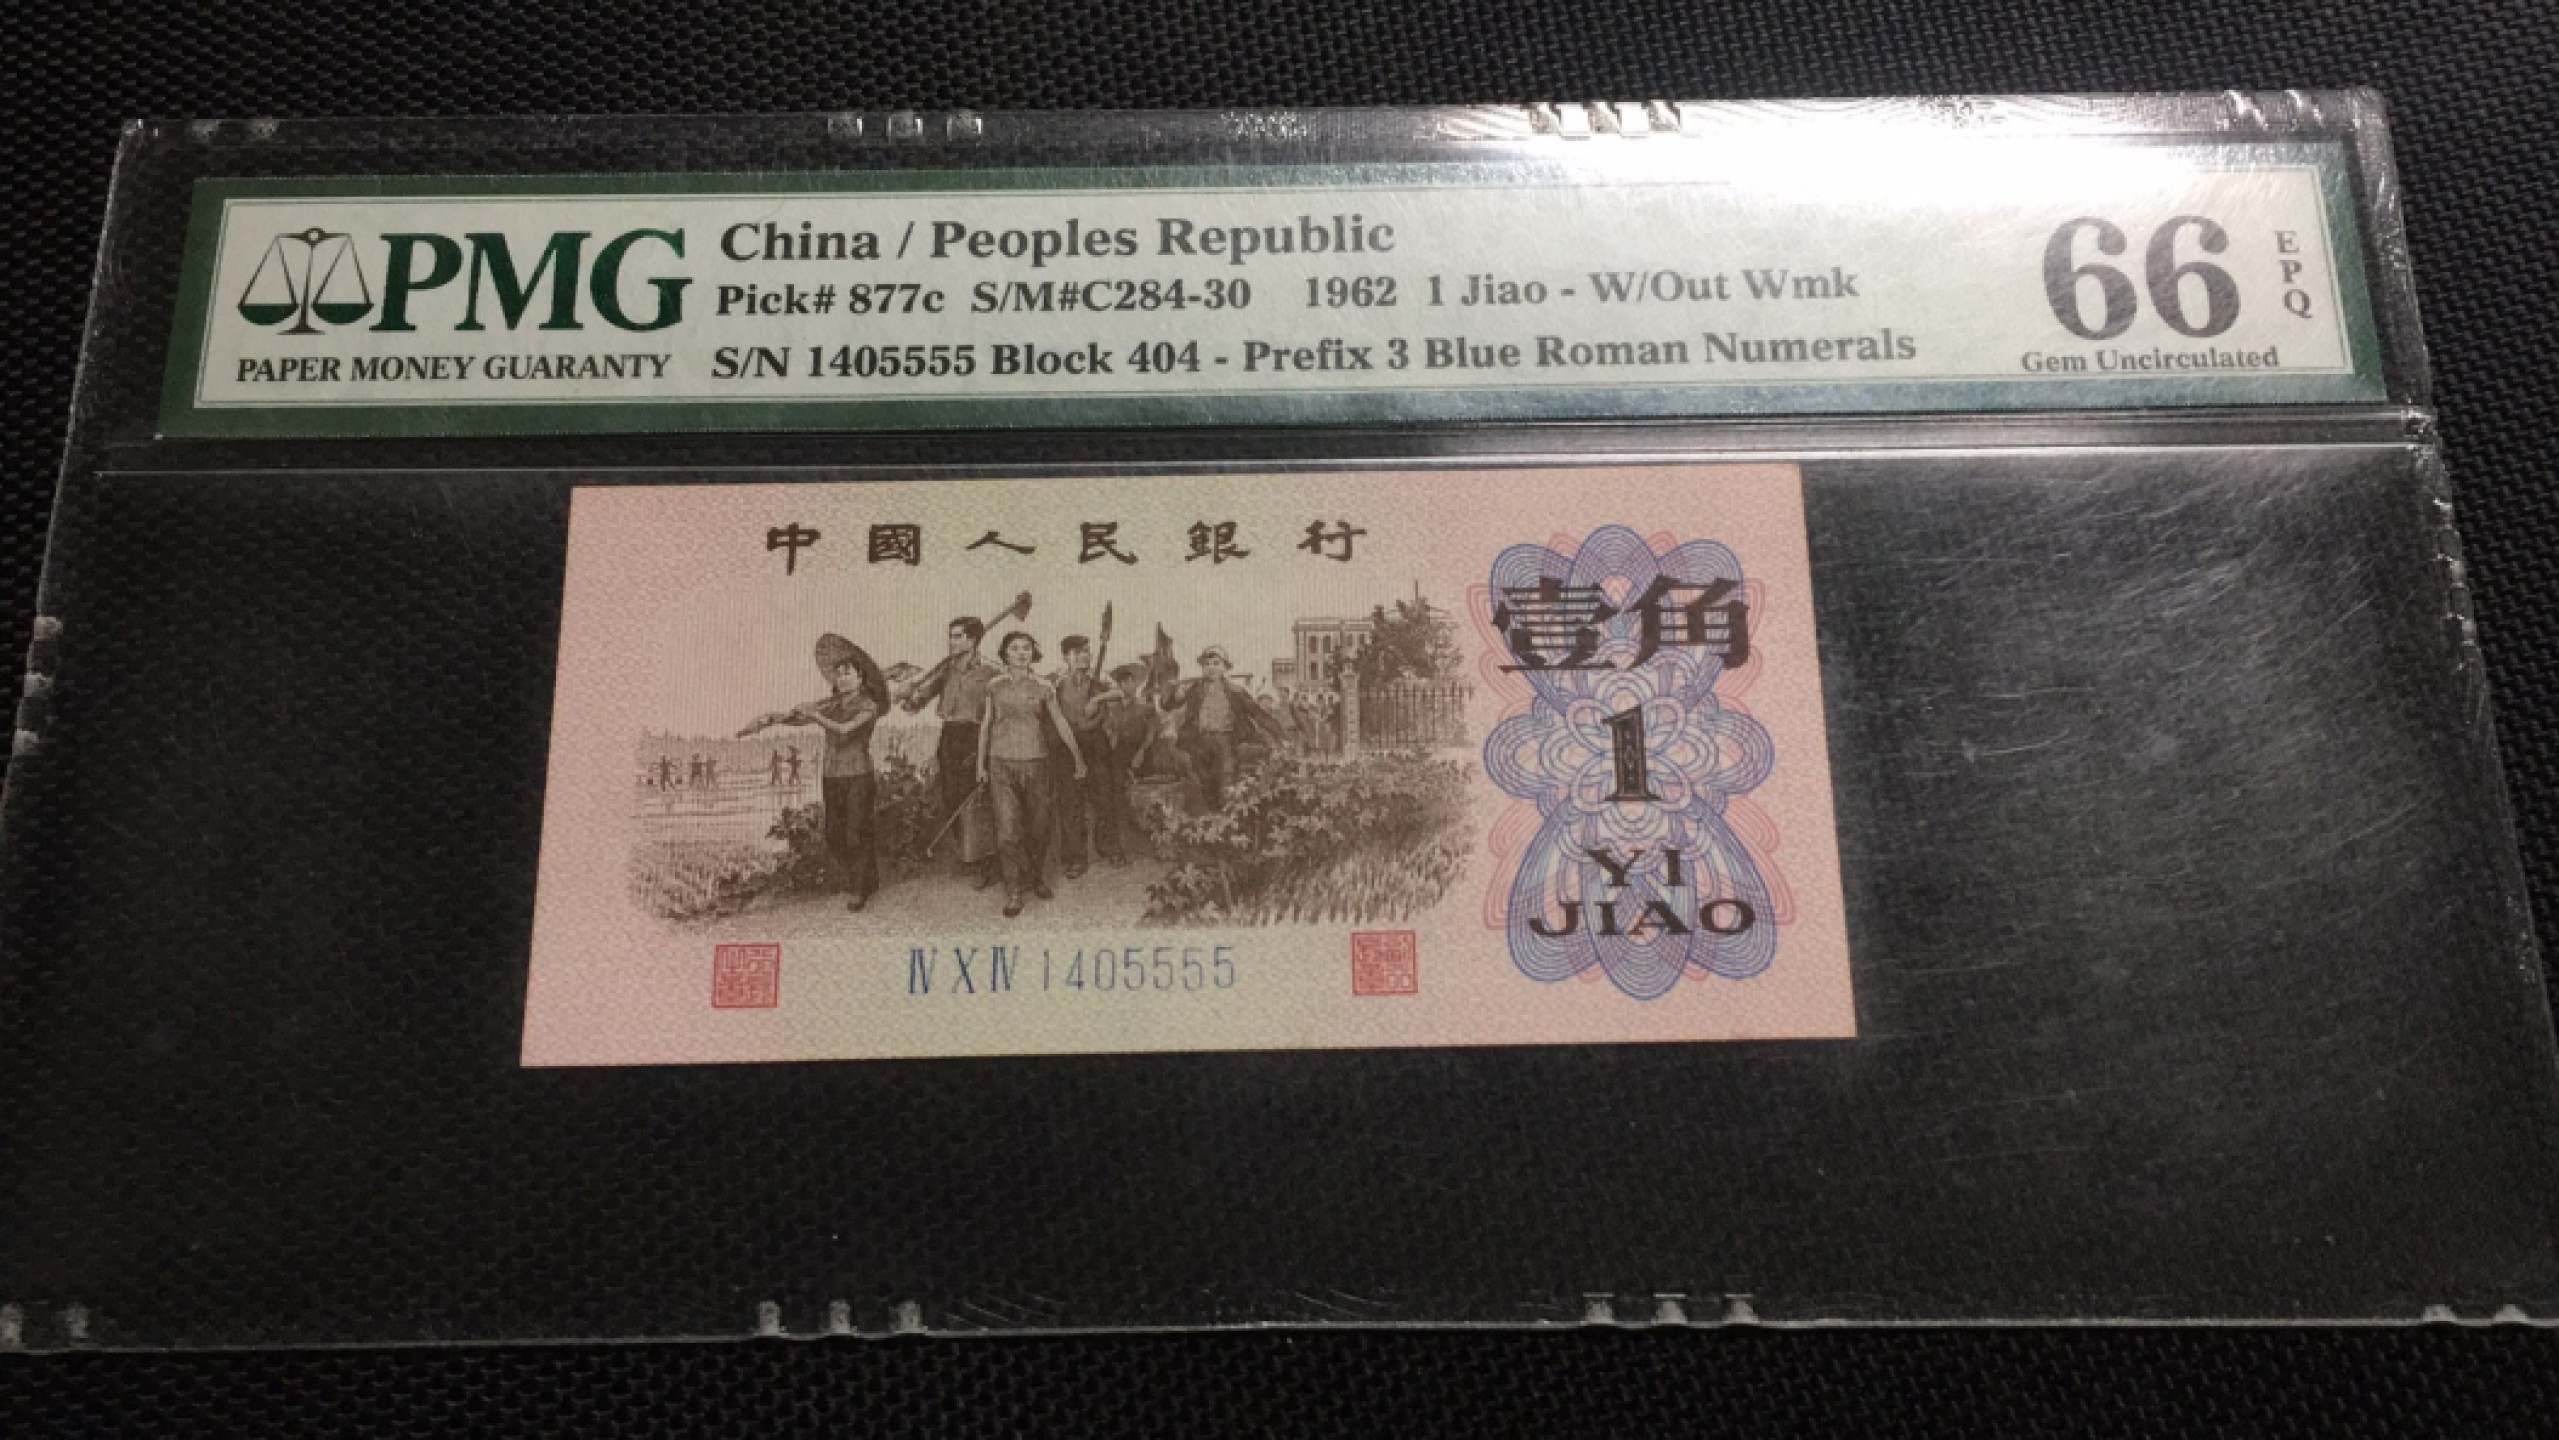 PMG
PAPER MONEY GUARANTY
China / Peoples Republic
Pick# 877c S/M#C284-30 1962 1 Jiao - W/Out Wmk
S/N 1405555 Block 404 - Prefix 3 Blue Roman Numerals
66
EPQ
Gem Uncirculated
中國人民銀行
壹角
1
YI
JIAO
Ⅳ Ⅹ Ⅳ 1405555